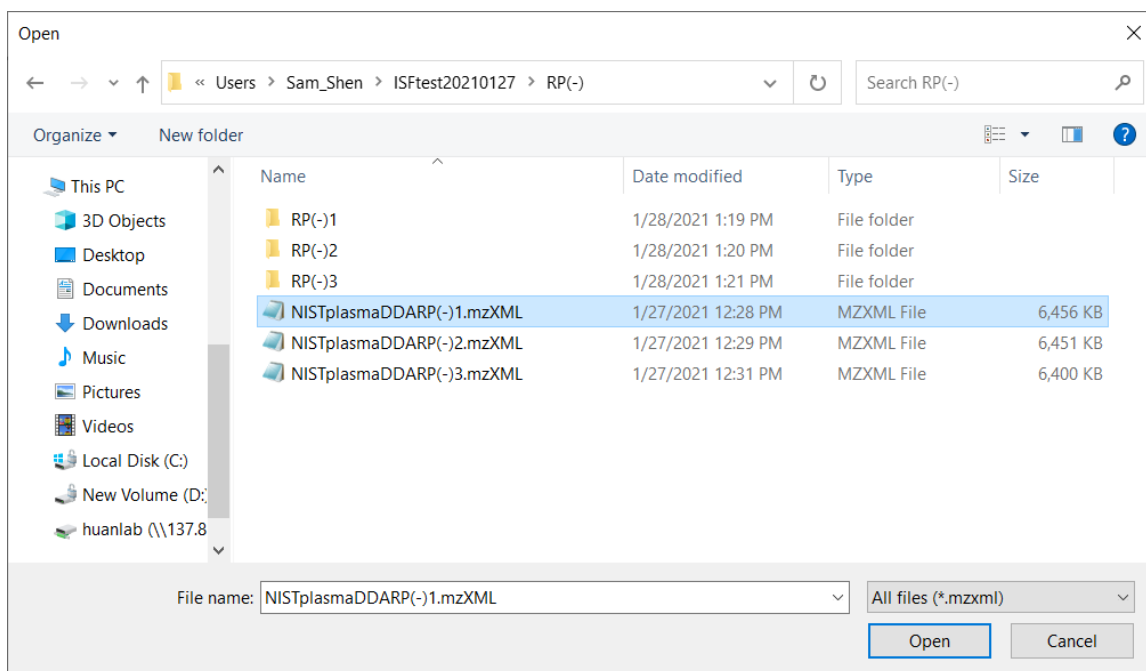 Open
« Users > Sam_Shen > ISFtest20210127 > RP(-)
Search RP(-)
Organize
New folder
?
Name Date modified Type Size
This PC
3D Objects
Desktop
Documents
Downloads
Music
Pictures
Videos
Local Disk (C:)
New Volume (D:)
huanlab (\\137.8
RP(-)1 1/28/2021 1:19 PM File folder
RP(-)2 1/28/2021 1:20 PM File folder
RP(-)3 1/28/2021 1:21 PM File folder
NISTplasmaDDARP(-)1.mzXML 1/27/2021 12:28 PM MZXML File 6,456 KB
NISTplasmaDDARP(-)2.mzXML 1/27/2021 12:29 PM MZXML File 6,451 KB
NISTplasmaDDARP(-)3.mzXML 1/27/2021 12:31 PM MZXML File 6,400 KB
File name: NISTplasmaDDARP(-)1.mzXML All files (*.mzxml)
Open Cancel